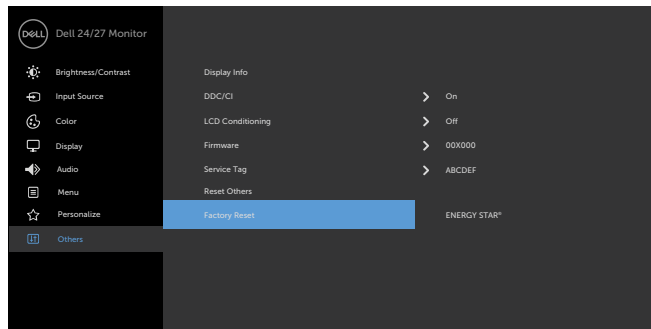 DELL Dell 24/27 Monitor
Brightness/Contrast Display Info
Input Source DDC/CI On
Color LCD Conditioning Off
Display Firmware 00X000
Audio Service Tag ABCDEF
Menu Reset Others
Personalize Factory Reset ENERGY STAR®
Others